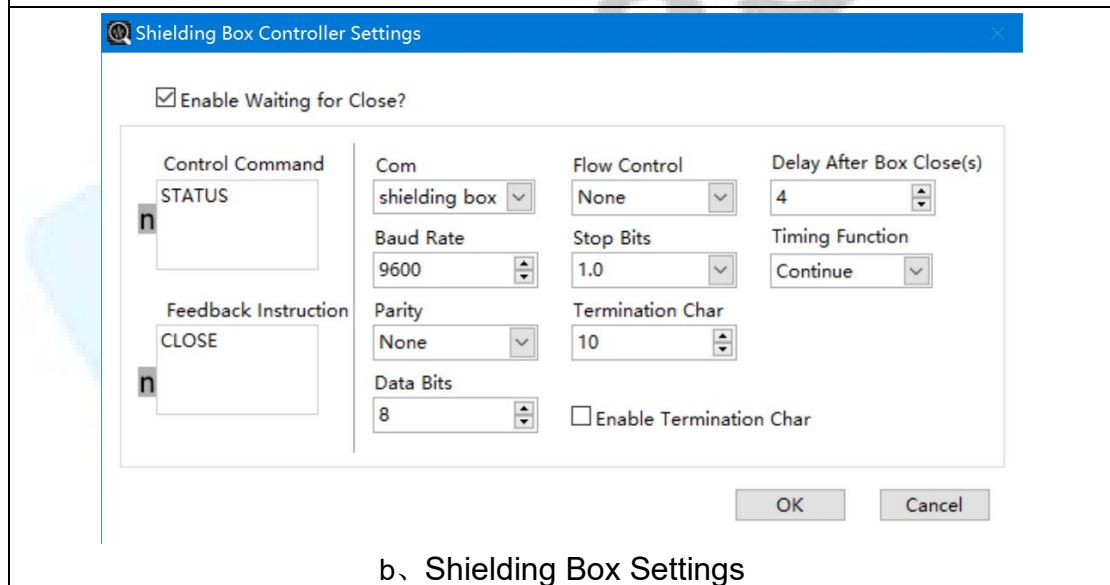 Shielding Box Controller Settings
Enable Waiting for Close?
Control Command
n
STATUS
Feedback Instruction
n
CLOSE
Com
shielding box
Baud Rate
9600
Parity
None
Data Bits
8
Flow Control
None
Stop Bits
1.0
Termination Char
10
Enable Termination Char
Delay After Box Close(s)
4
Timing Function
Continue
OK
Cancel
b、Shielding Box Settings